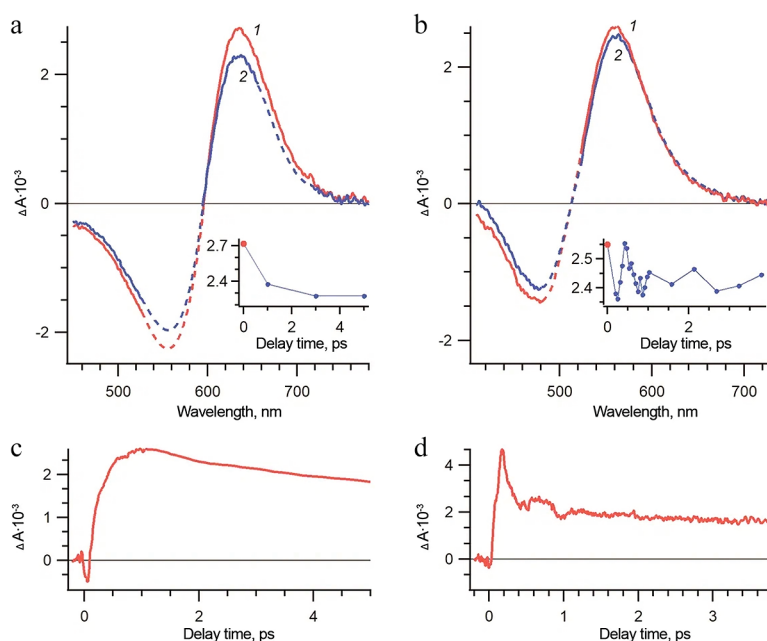 a
b
1
2
2
0
-2
ΔA·10⁻³
2.7
2.4
0 2 4
Delay time, ps
500 600 700
Wavelength, nm
1
2
2
0
-2
ΔA·10⁻³
2.5
2.4
0 2
Delay time, ps
500 600 700
Wavelength, nm
c
d
2
1
0
ΔA·10⁻³
0 2 4
Delay time, ps
4
2
0
ΔA·10⁻³
0 1 2 3
Delay time, ps